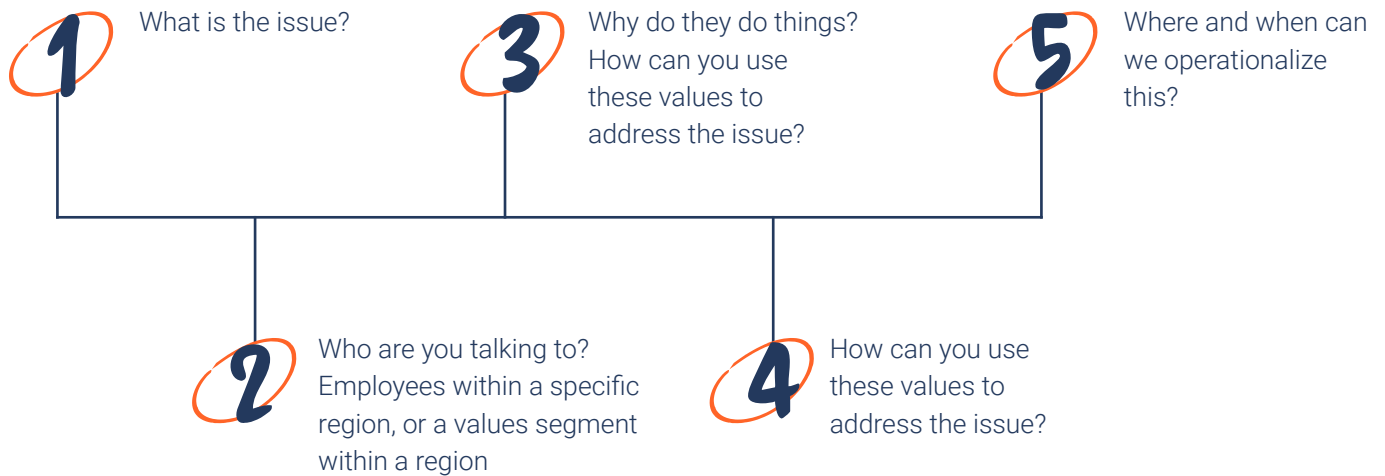 1
What is the issue?
2
Who are you talking to?
Employees within a specific
region, or a values segment
within a region
3
Why do they do things?
How can you use
these values to
address the issue?
4
How can you use
these values to
address the issue?
5
Where and when can
we operationalize
this?